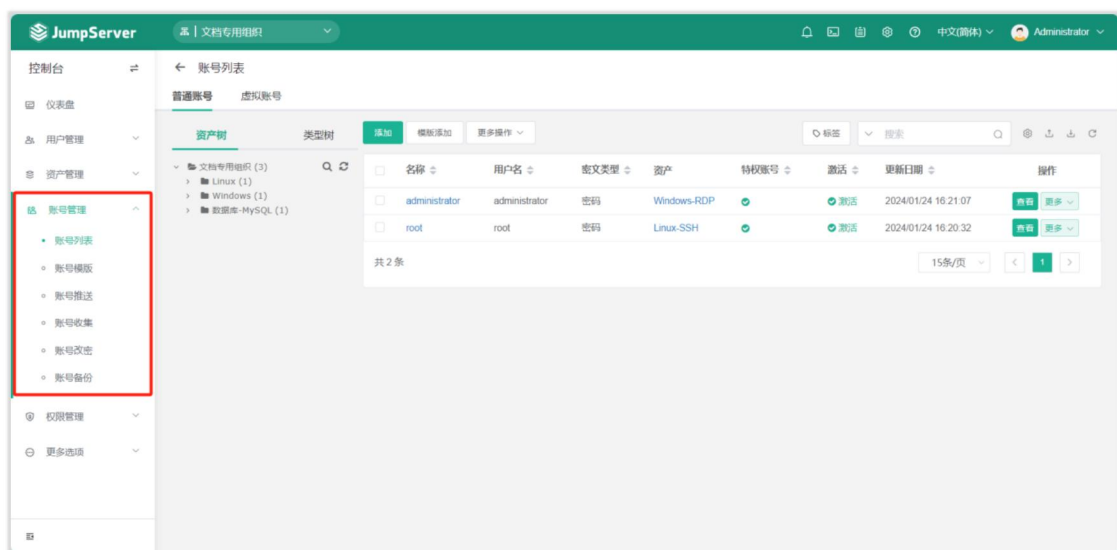 JumpServer
文档专用组织
中文(简体)
Administrator
控制台
账号列表
仪表盘
普通账号
虚拟账号
用户管理
资产树
类型树
添加
模版添加
更多操作
标签
搜索
资产管理
文档专用组织 (3)
Linux (1)
Windows (1)
数据库-MySQL (1)
名称
用户名
密文类型
资产
特权账号
激活
更新日期
操作
administrator
administrator
密码
Windows-RDP
激活
2024/01/24 16:21:07
查看
更多
root
root
密码
Linux-SSH
激活
2024/01/24 16:20:32
查看
更多
共 2 条
15条/页
1
账号管理
账号列表
账号模版
账号推送
账号收集
账号改密
账号备份
权限管理
更多选项